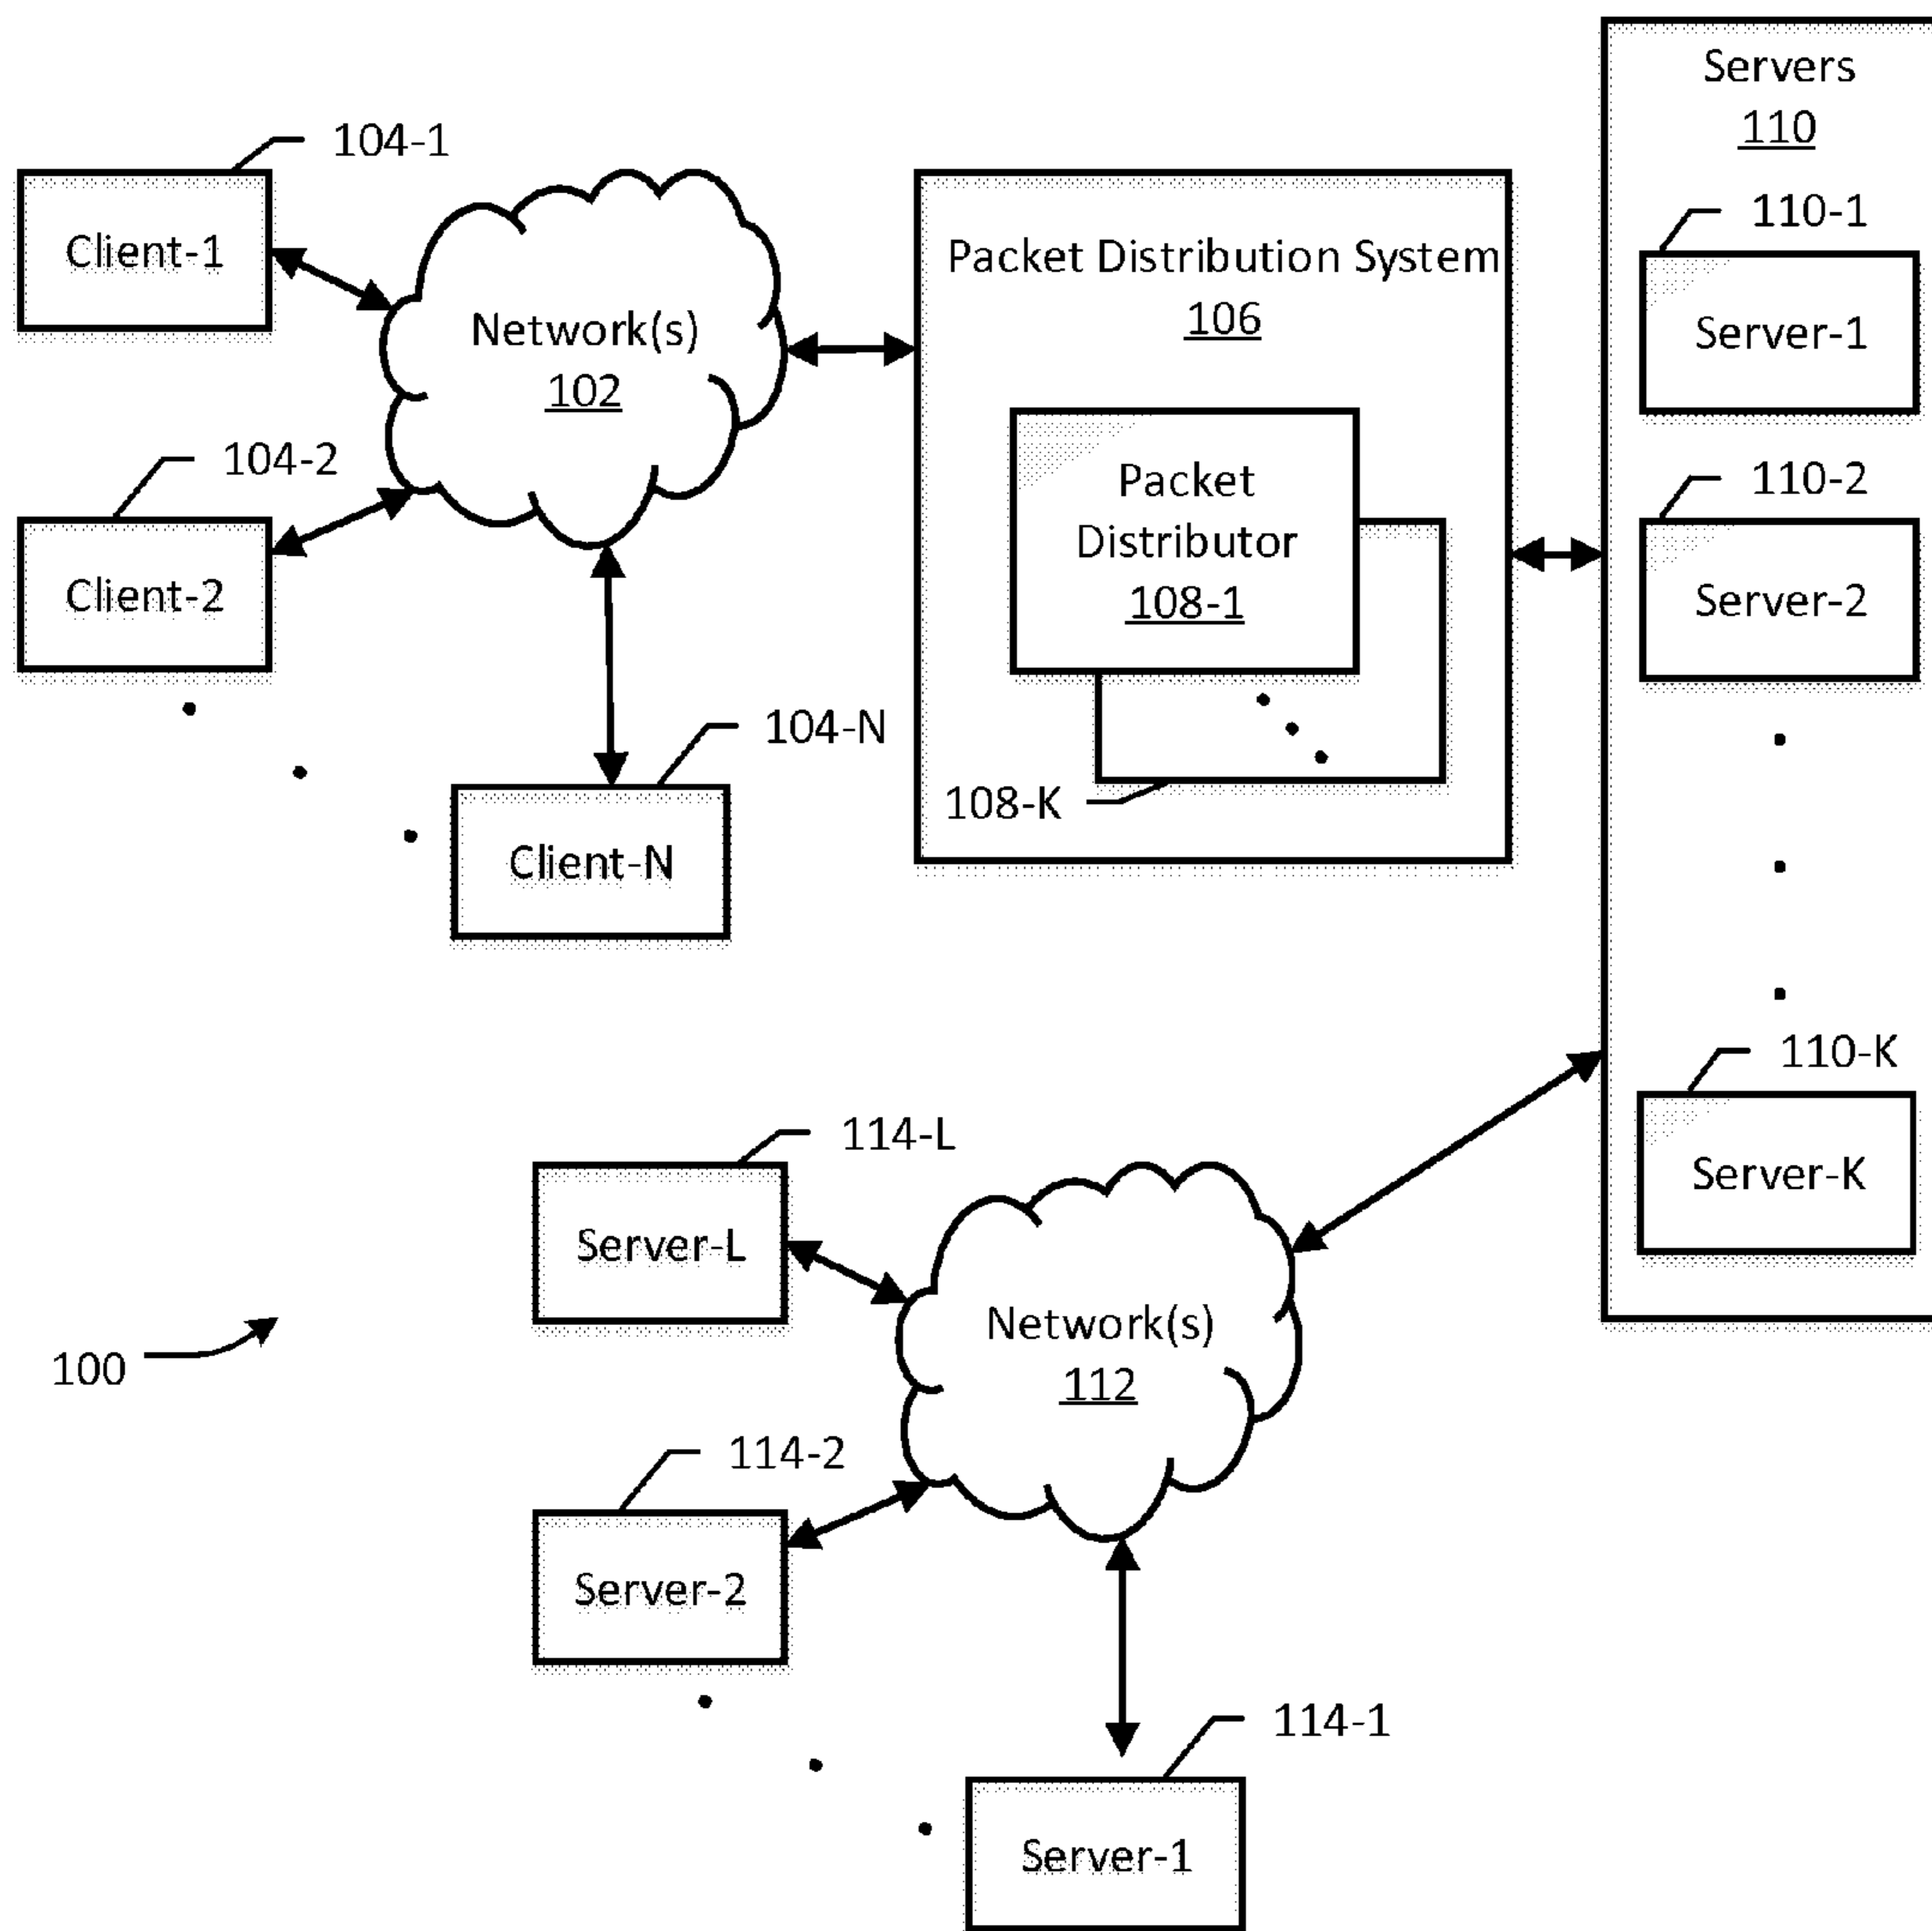 Servers
110
104-1
Client-1
Network(s)
102
Packet Distribution System
106
110-1
Server-1
104-2
Client-2
Packet
Distributor
108-1
110-2
Server-2
104-N
Client-N
108-K
110-K
Server-K
114-L
Server-L
Network(s)
112
100
114-2
Server-2
114-1
Server-1